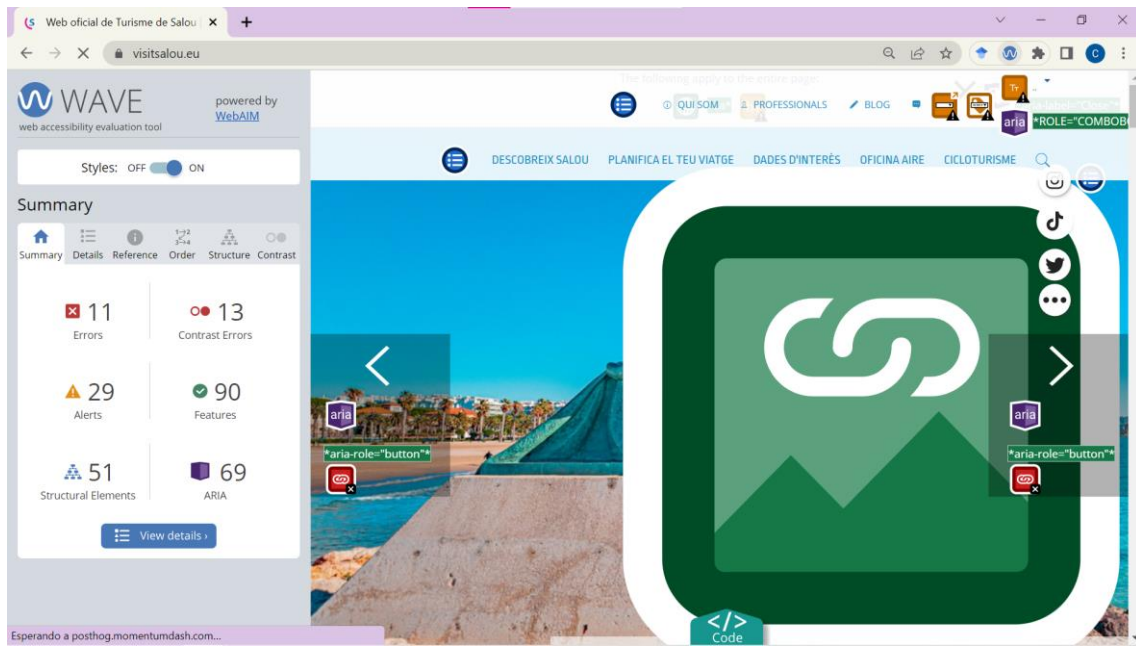 Web oficial de Turisme de Salou
visitsalou.eu
C
WAVE
web accessibility evaluation tool
powered by
WebAIM
Styles: OFF ON
Summary
Summary Details Reference Order Structure Contrast
11
Errors
13
Contrast Errors
29
Alerts
90
Features
51
Structural Elements
69
ARIA
View details ›
Esperando a posthog.momentumdash.com...
The following apply to the entire page:
QUI SOM PROFESSIONALS BLOG
aria-label="Close"*
aria *ROLE="COMBOB
DESCOBREIX SALOU PLANIFICA EL TEU VIATGE DADES D'INTERÈS OFICINA AIRE CICLOTURISME
aria
*aria-role="button"*
aria
*aria-role="button"*
</>
Code